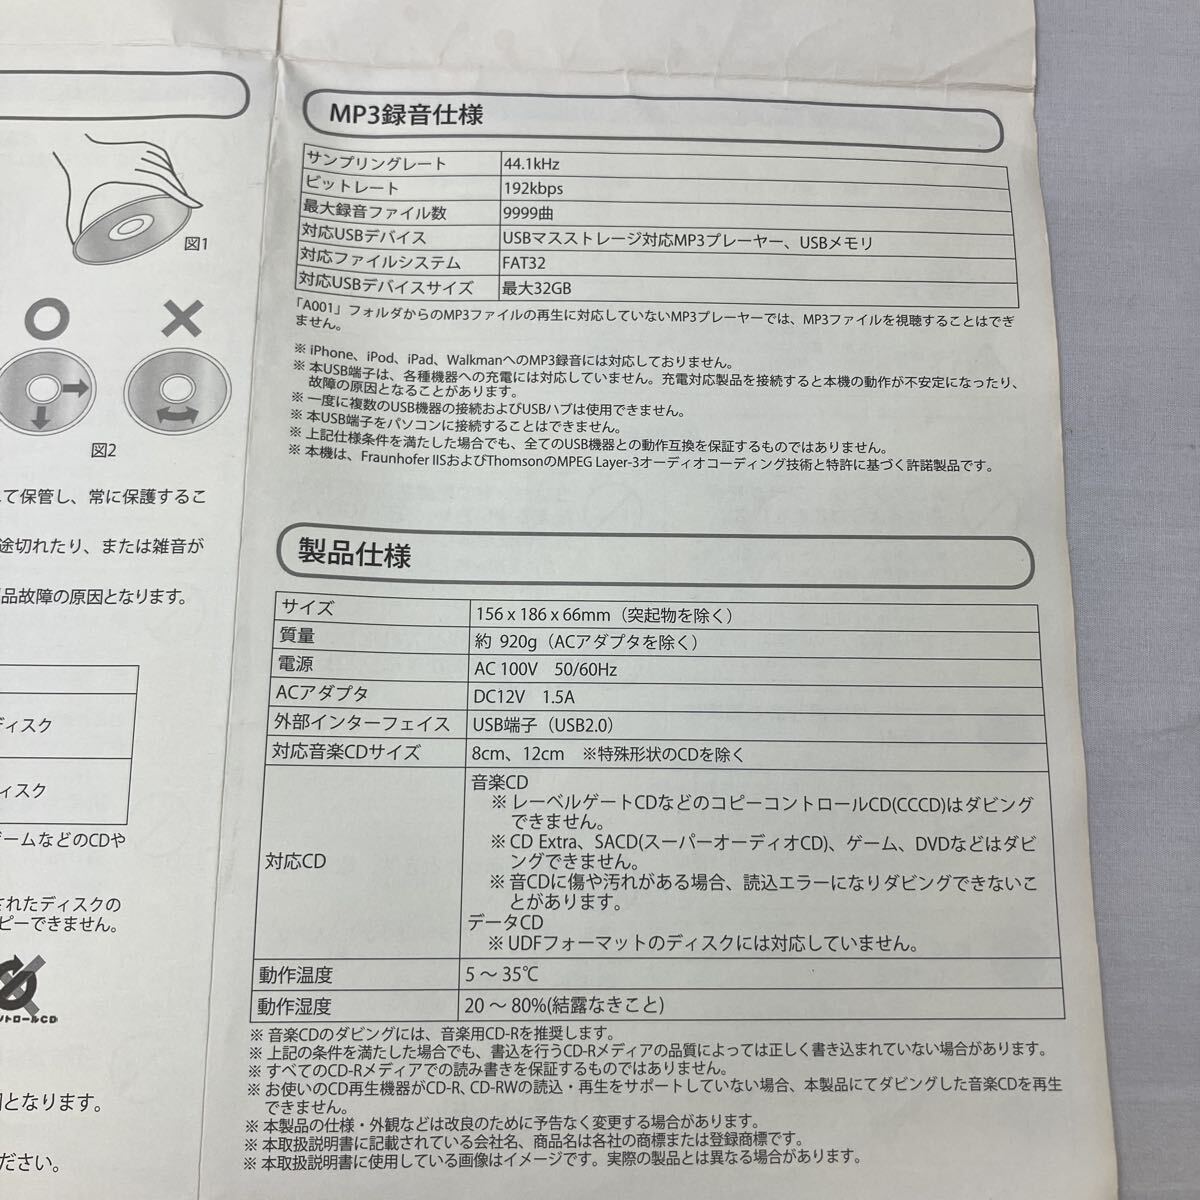 図1
図2
て保管し、常に保護するこ
途切れたり、または雑音が
品故障の原因となります。
ディスク
ディスク
ゲームなどのCDや
されたディスクの
ピーできません。
ントロールCD
因となります。
ださい。
MP3録音仕様
サンプリングレート 44.1kHz
ビットレート 192kbps
最大録音ファイル数 9999曲
対応USBデバイス USBマスストレージ対応MP3プレーヤー、USBメモリ
対応ファイルシステム FAT32
対応USBデバイスサイズ 最大32GB
「A001」フォルダからのMP3ファイルの再生に対応していないMP3プレーヤーでは、MP3ファイルを視聴することはでき
ません。
※ iPhone、iPod、iPad、WalkmanへのMP3録音には対応しておりません。
※ 本USB端子は、各種機器への充電には対応していません。充電対応製品を接続すると本機の動作が不安定になったり、
故障の原因となることがあります。
※ 一度に複数のUSB機器の接続およびUSBハブは使用できません。
※ 本USB端子をパソコンに接続することはできません。
※ 上記仕様条件を満たした場合でも、全てのUSB機器との動作互換を保証するものではありません。
※ 本機は、Fraunhofer IISおよびThomsonのMPEG Layer-3オーディオコーディング技術と特許に基づく許諾製品です。
製品仕様
サイズ 156 x 186 x 66mm（突起物を除く）
質量 約 920g（ACアダプタを除く）
電源 AC 100V 50/60Hz
ACアダプタ DC12V 1.5A
外部インターフェイス USB端子（USB2.0）
対応音楽CDサイズ 8cm、12cm ※特殊形状のCDを除く
対応CD 音楽CD
※ レーベルゲートCDなどのコピーコントロールCD(CCCD)はダビング
できません。
※ CD Extra、SACD(スーパーオーディオCD)、ゲーム、DVDなどはダビ
ングできません。
※ 音CDに傷や汚れがある場合、読込エラーになりダビングできないこ
とがあります。
データCD
※ UDFフォーマットのディスクには対応していません。
動作温度 5 〜 35℃
動作湿度 20 〜 80%(結露なきこと)
※ 音楽CDのダビングには、音楽用CD-Rを推奨します。
※ 上記の条件を満たした場合でも、書込を行うCD-Rメディアの品質によっては正しく書き込まれていない場合があります。
※ すべてのCD-Rメディアでの読み書きを保証するものではありません。
※ お使いのCD再生機器がCD-R、CD-RWの読込・再生をサポートしていない場合、本製品にてダビングした音楽CDを再生
できません。
※ 本製品の仕様・外観などは改良のために予告なく変更する場合があります。
※ 本取扱説明書に記載されている会社名、商品名は各社の商標または登録商標です。
※ 本取扱説明書に使用している画像はイメージです。実際の製品とは異なる場合があります。